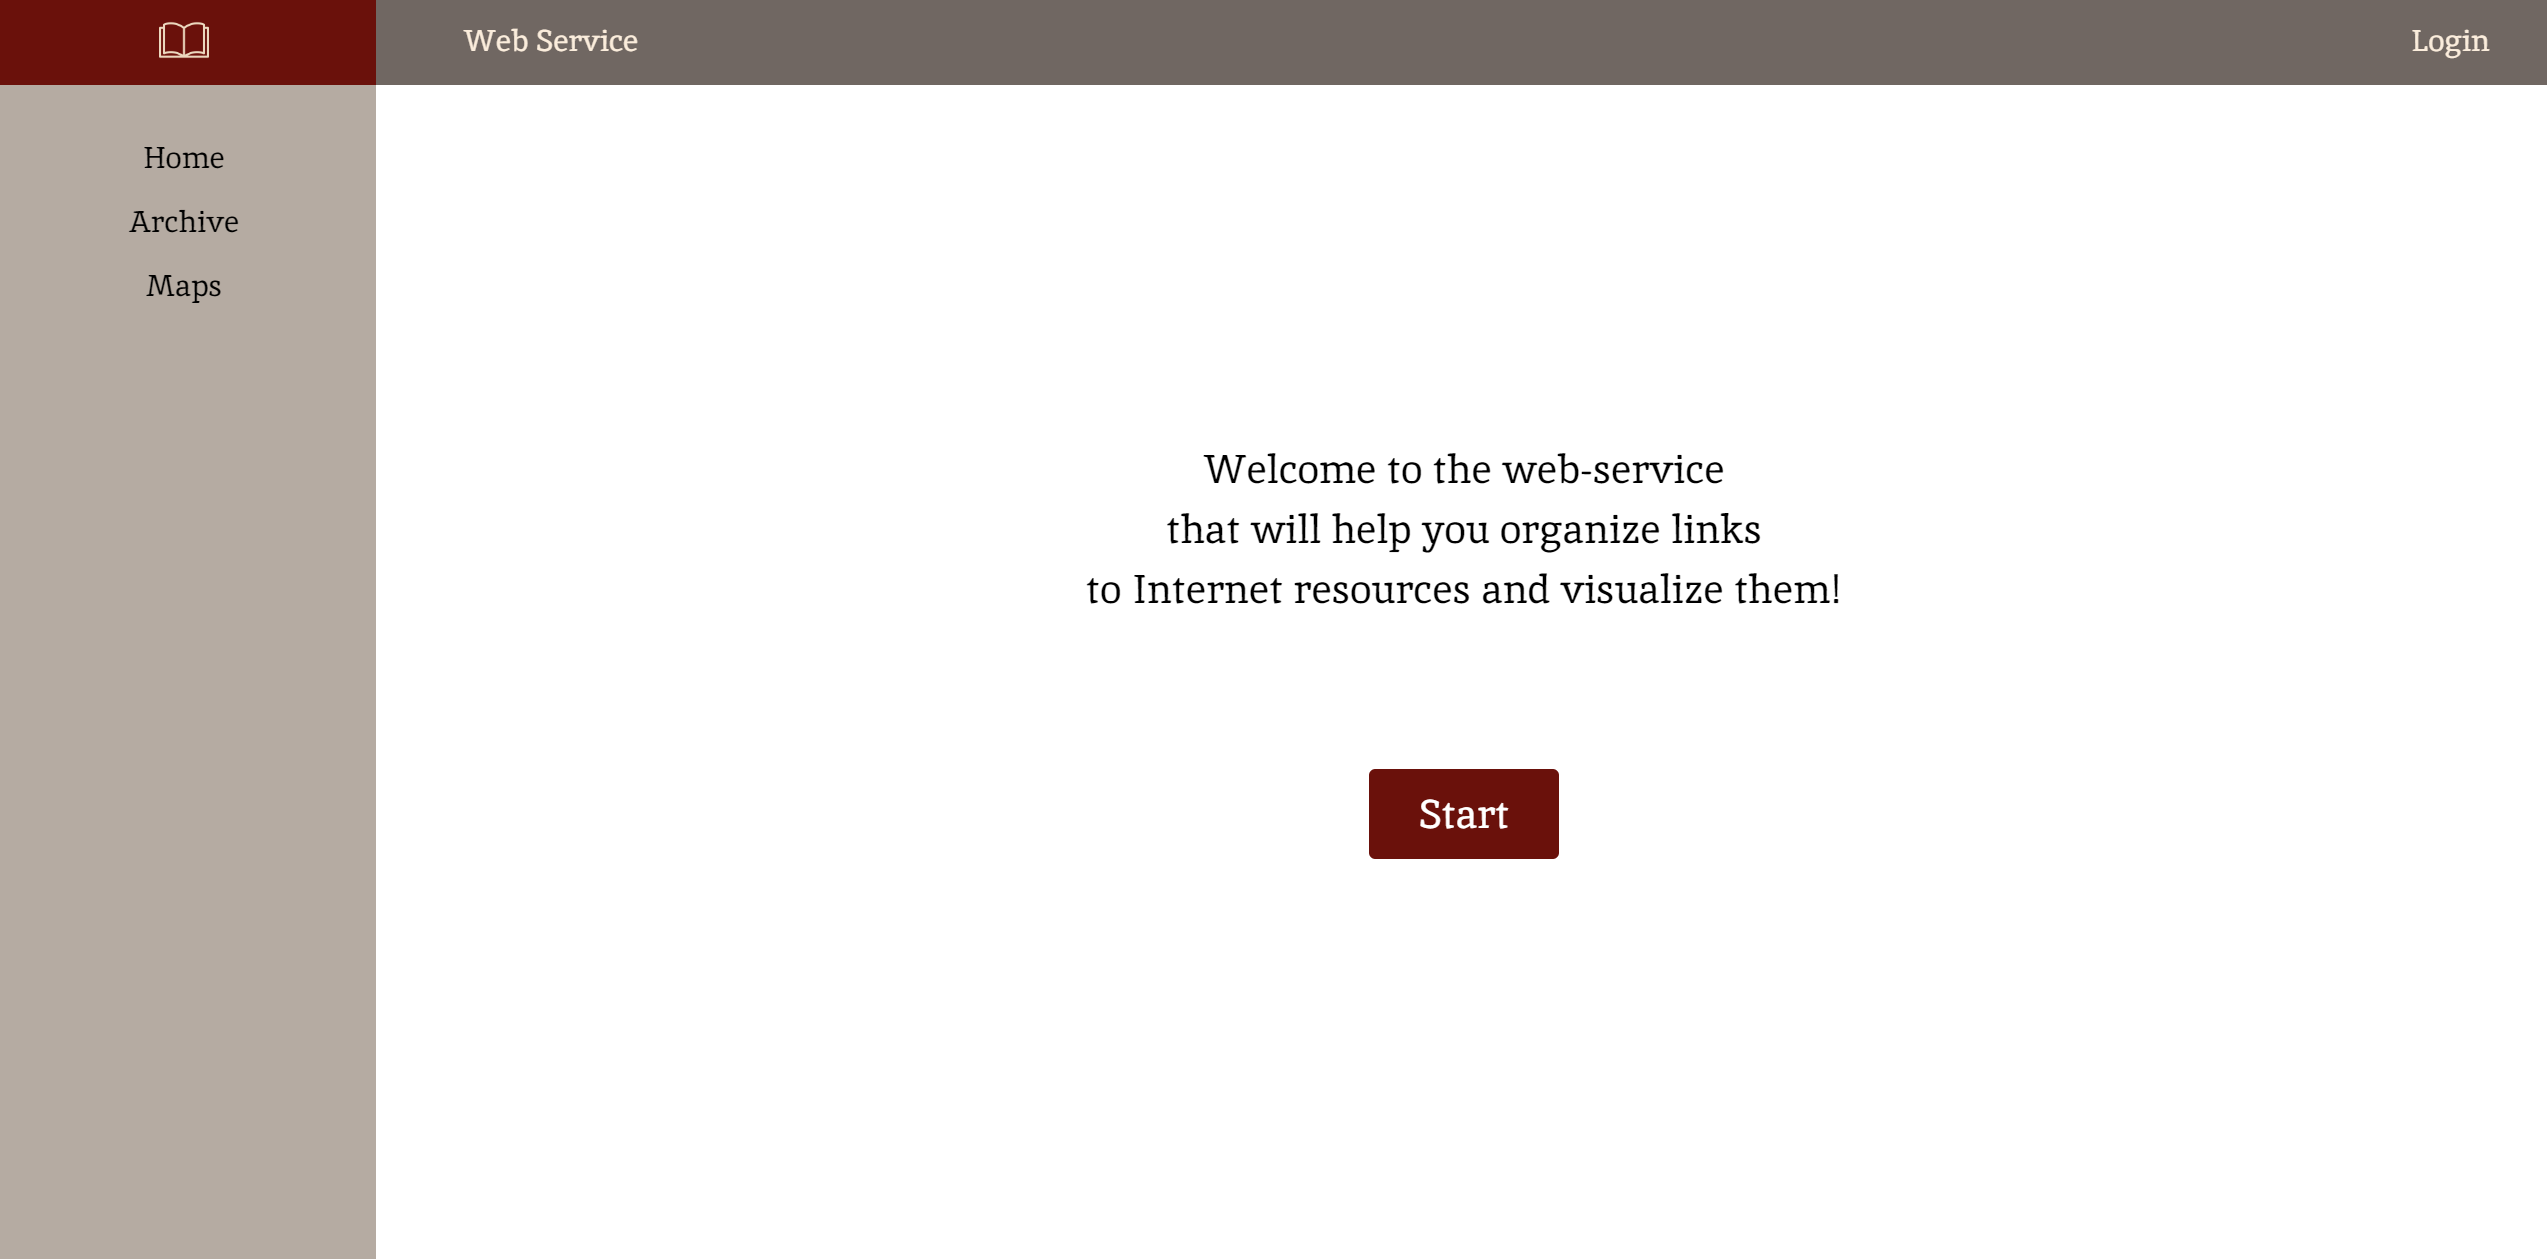 Web Service
Login
Home
Archive
Maps
Welcome to the web-service
that will help you organize links
to Internet resources and visualize them!
Start